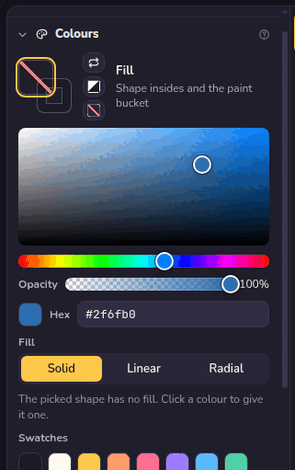 Colours
Fill
Shape insides and the paint
bucket
Opacity
100%
Hex
#2f6fb0
Fill
Solid
Linear
Radial
The picked shape has no fill. Click a colour to give
it one.
Swatches